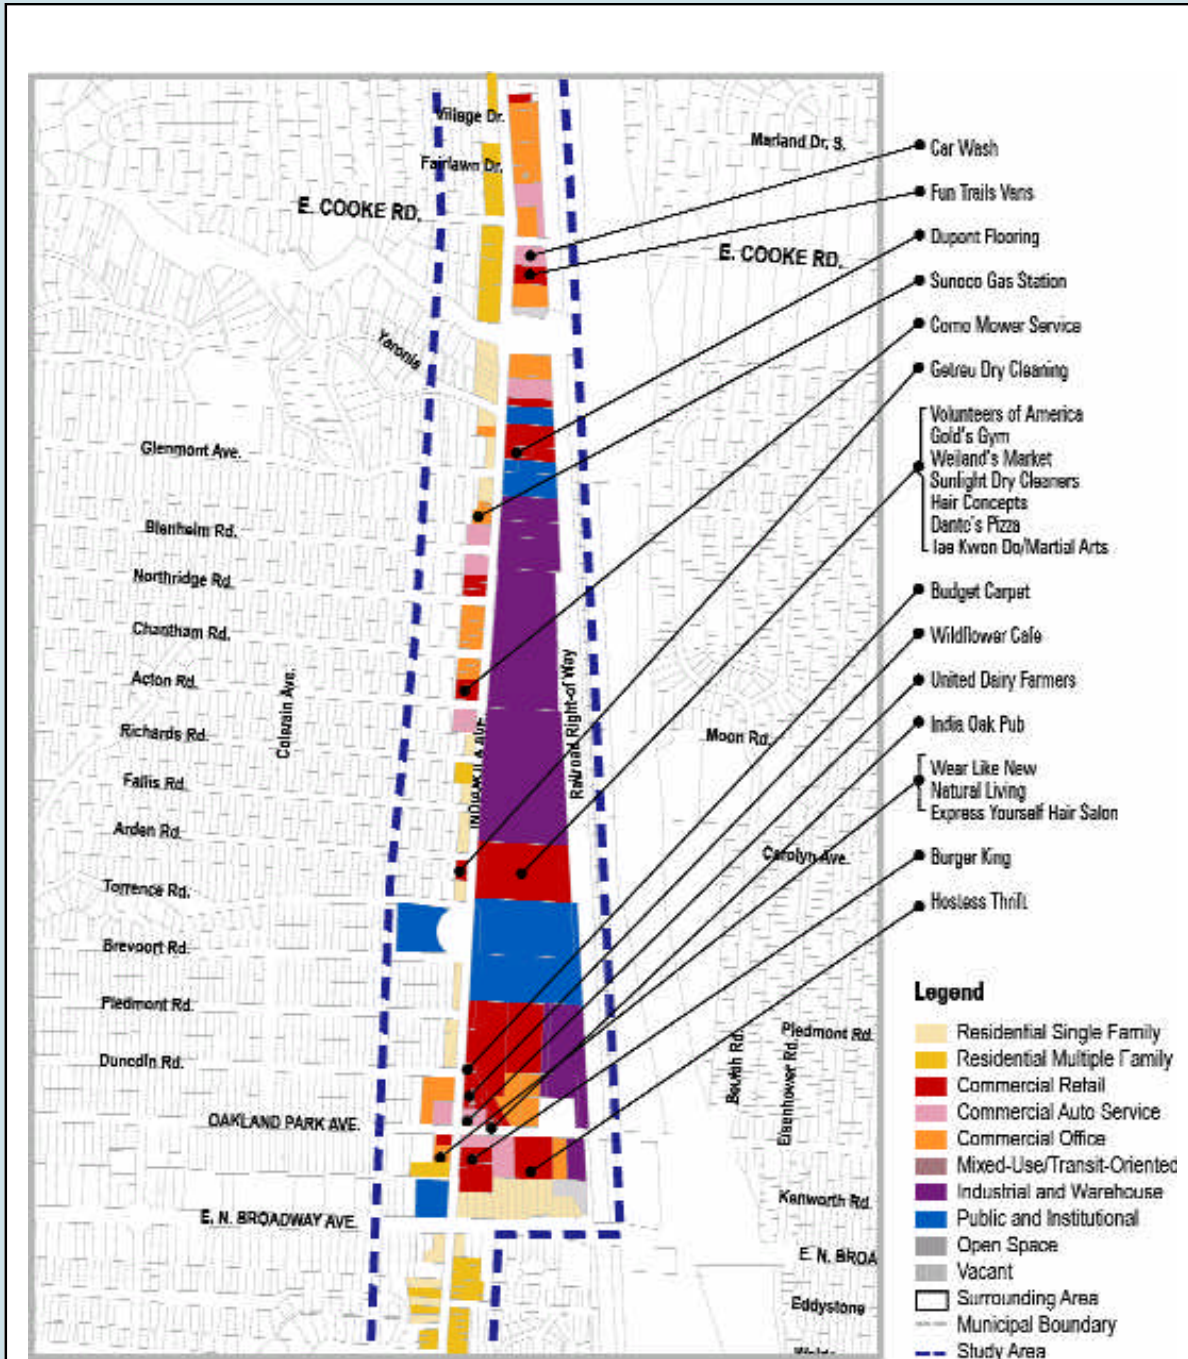 Village Dr.
Fairlawn Dr.
E. COOKE RD.
Marland Dr. S.
E. COOKE RD.
Yaronia
Glenmont Ave.
Blenheim Rd.
Northridge Rd.
Chantham Rd.
Acton Rd.
Colerain Ave.
Richards Rd.
INDIANOLA AVE.
Railroad Right-of Way
Moon Rd.
Fallis Rd.
Arden Rd.
Carolyn Ave.
Torrence Rd.
Brevoort Rd.
Piedmont Rd.
Piedmont Rd.
Beulah Rd.
Eisenhower Rd.
Duncoln Rd.
OAKLAND PARK AVE.
Kenworth Rd.
E. N. BROADWAY AVE.
E. N. BROA
Eddystone
Car Wash
Fun Trails Vans
Dupont Flooring
Sunoco Gas Station
Como Mower Service
Getreu Dry Cleaning
Volunteers of America
Gold's Gym
Weiland's Market
Sunlight Dry Cleaners
Hair Concepts
Dante's Pizza
Tae Kwon Do/Martial Arts
Budget Carpet
Wildflower Cafe
United Dairy Farmers
India Oak Pub
Wear Like New
Natural Living
Express Yourself Hair Salon
Burger King
Hostess Thrift
Legend
Residential Single Family
Residential Multiple Family
Commercial Retail
Commercial Auto Service
Commercial Office
Mixed-Use/Transit-Oriented
Industrial and Warehouse
Public and Institutional
Open Space
Vacant
Surrounding Area
Municipal Boundary
Study Area